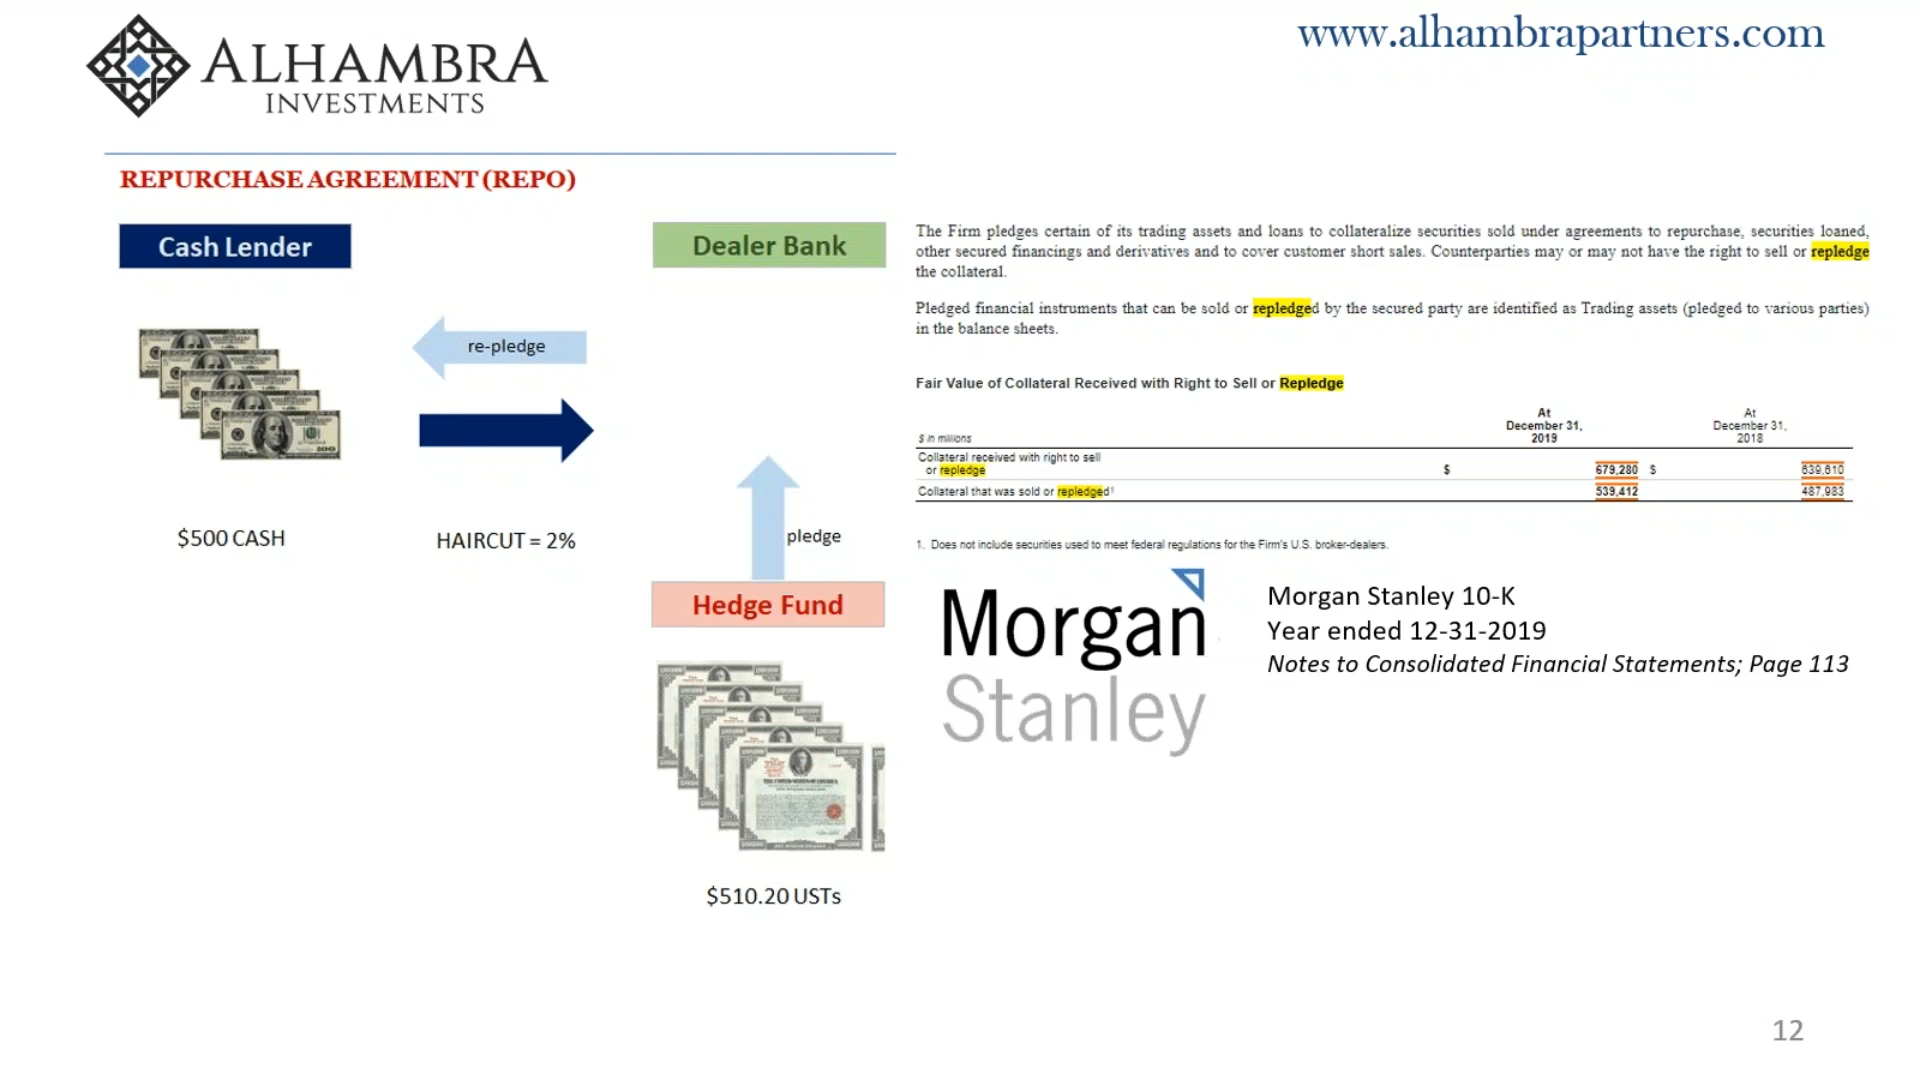 ALHAMBRA
INVESTMENTS
www.alhambrapartners.com
REPURCHASE AGREEMENT (REPO)
Cash Lender
Dealer Bank
re-pledge
$500 CASH
HAIRCUT = 2%
pledge
Hedge Fund
$510.20 USTs
The Firm pledges certain of its trading assets and loans to collateralize securities sold under agreements to repurchase, securities loaned,
other secured financings and derivatives and to cover customer short sales. Counterparties may or may not have the right to sell or repledge
the collateral.
Pledged financial instruments that can be sold or repledged by the secured party are identified as Trading assets (pledged to various parties)
in the balance sheets.
Fair Value of Collateral Received with Right to Sell or Repledge
$ in millions
At December 31, 2019
At December 31, 2018
Collateral received with right to sell
or repledge $ 679,280 $ 639,610
Collateral that was sold or repledged¹ 539,412 487,983
1. Does not include securities used to meet federal regulations for the Firm's U.S. broker-dealers.
Morgan
Stanley
Morgan Stanley 10-K
Year ended 12-31-2019
Notes to Consolidated Financial Statements; Page 113
12